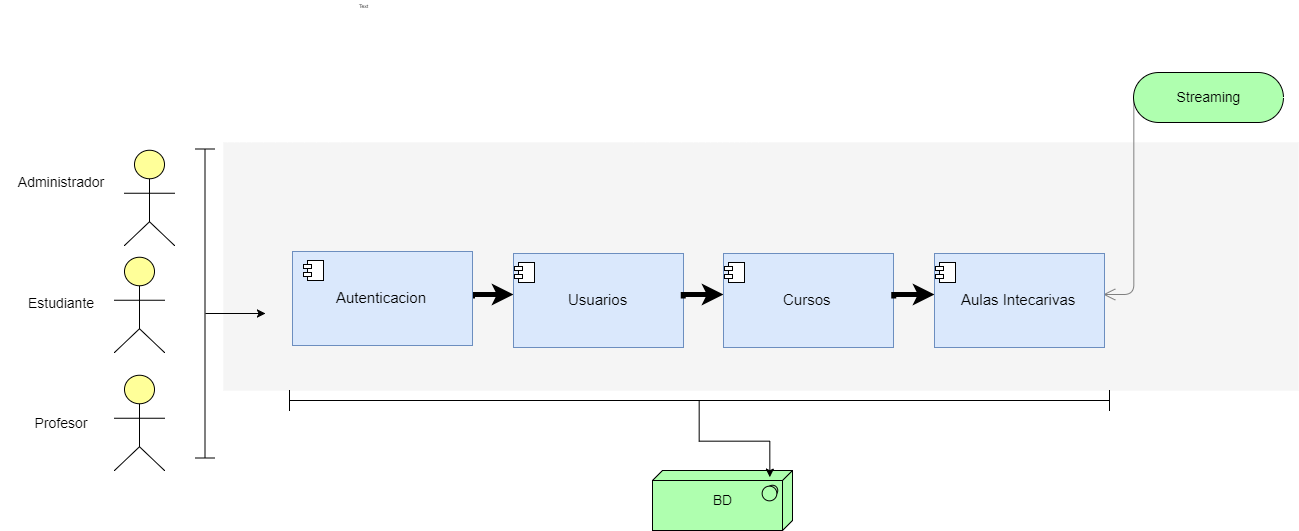 Text
Streaming
Administrador
Estudiante
Profesor
Autenticacion
Usuarios
Cursos
Aulas Intecarivas
BD